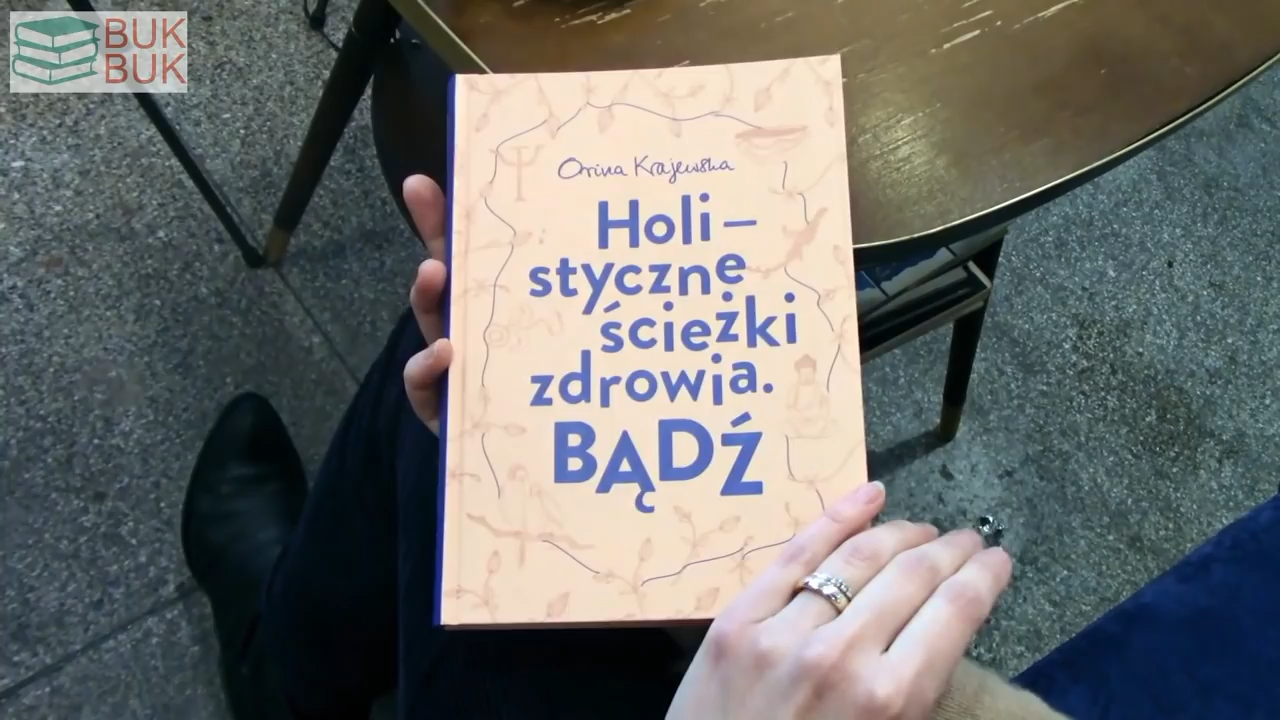 BUK
BUK
Orina Krajewska
Holi–
styczne
ścieżki
zdrowia.
BĄDŹ